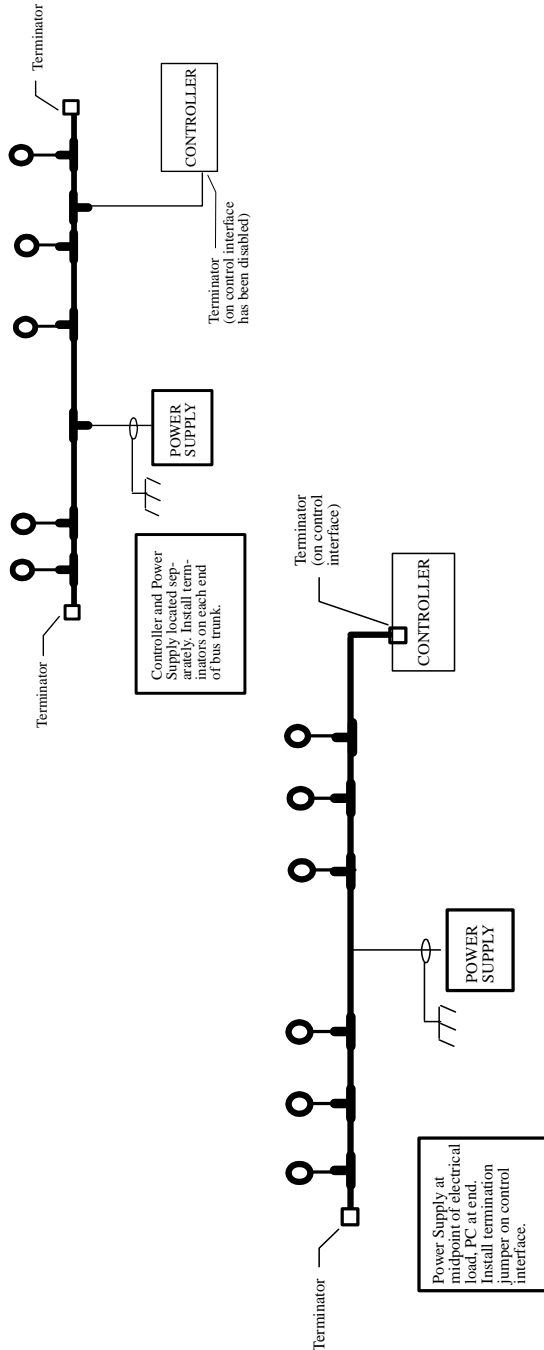 Terminator
Terminator
CONTROLLER
Terminator
(on control interface
has been disabled)
POWER
SUPPLY
Controller and Power
Supply located sep-
arately. Install term-
inators on each end
of bus trunk.
Terminator
Terminator
(on control
interface)
CONTROLLER
POWER
SUPPLY
Power Supply at
midpoint of electrical
load, PC at end.
Install termination
jumper on control
interface.